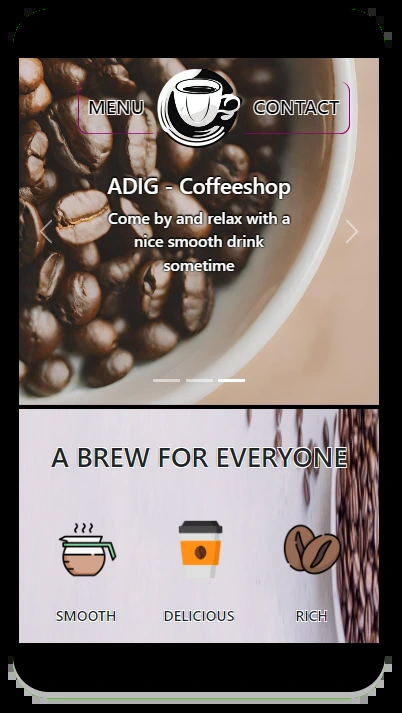 MENU CONTACT
ADIG - Coffeeshop
Come by and relax with a
nice smooth drink
sometime
A BREW FOR EVERYONE
SMOOTH DELICIOUS RICH